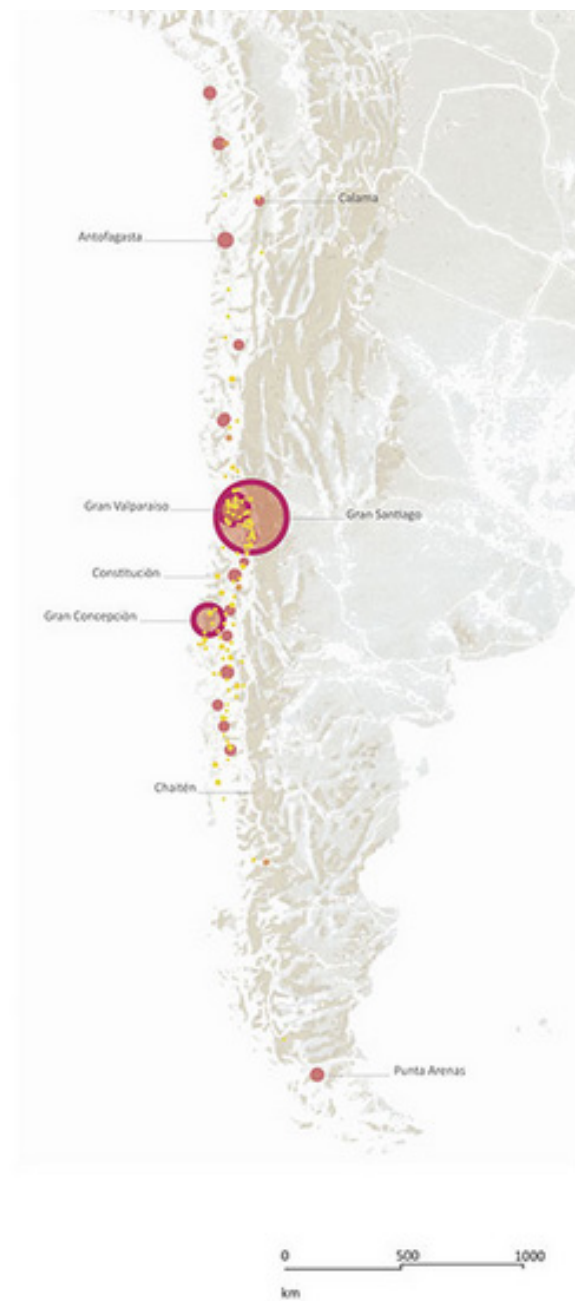 Calama
Antofagasta
Gran Valparaíso
Gran Santiago
Constitución
Gran Concepción
Chaitén
Punta Arenas
0 500 1000
km